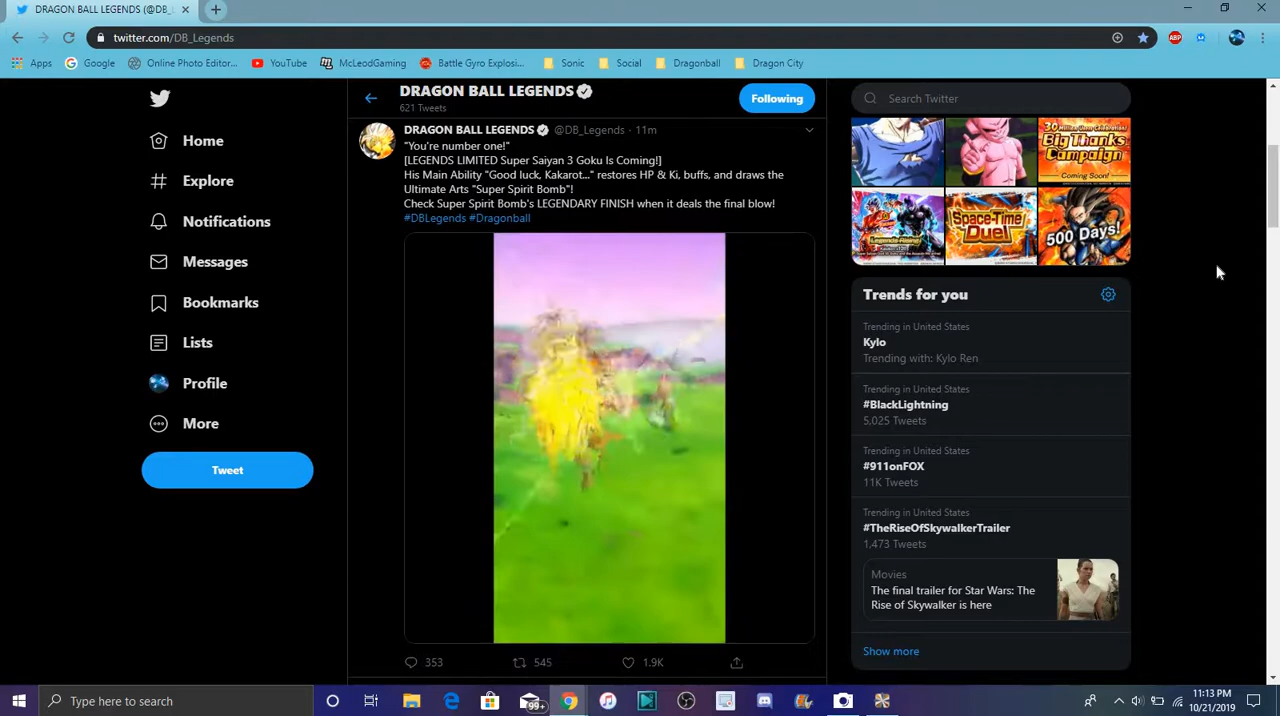 DRAGON BALL LEGENDS (@DB_L
twitter.com/DB_Legends
ABP
Apps
Google
Online Photo Editor...
YouTube
McLeodGaming
Battle Gyro Explosi...
Sonic
Social
Dragonball
Dragon City
Home
Explore
Notifications
Messages
Bookmarks
Lists
Profile
More
Tweet
DRAGON BALL LEGENDS
621 Tweets
Following
DRAGON BALL LEGENDS @DB_Legends · 11m
"You're number one!"
[LEGENDS LIMITED Super Saiyan 3 Goku Is Coming!]
His Main Ability "Good luck, Kakarot..." restores HP & Ki, buffs, and draws the
Ultimate Arts "Super Spirit Bomb"!
Check Super Spirit Bomb's LEGENDARY FINISH when it deals the final blow!
#DBLegends #Dragonball
353
545
1.9K
Search Twitter
Big Thanks
Campaign
Coming Soon!
Legends Rising
Space-Time
Duel
500 Days!
Trends for you
Trending in United States
Kylo
Trending with: Kylo Ren
Trending in United States
#BlackLightning
5,025 Tweets
Trending in United States
#911onFOX
11K Tweets
Trending in United States
#TheRiseOfSkywalkerTrailer
1,473 Tweets
Movies
The final trailer for Star Wars: The
Rise of Skywalker is here
Show more
Type here to search
99+
11:13 PM
10/21/2019